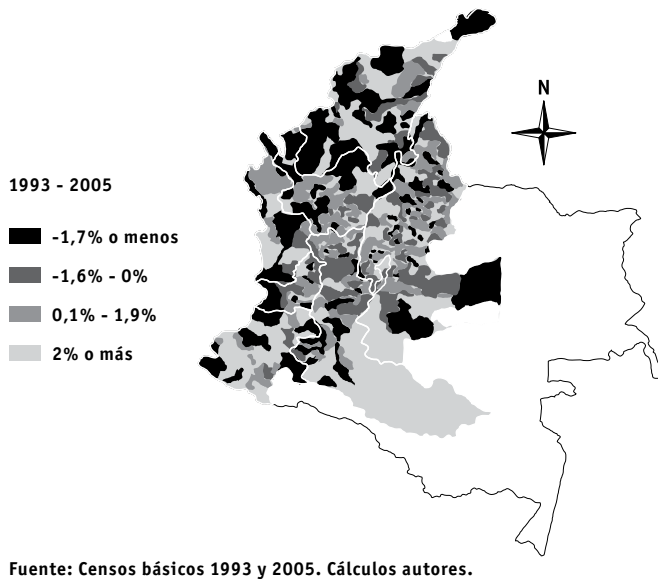 N
1993 - 2005
-1,7% o menos
-1,6% - 0%
0,1% - 1,9%
2% o más
Fuente: Censos básicos 1993 y 2005. Cálculos autores.